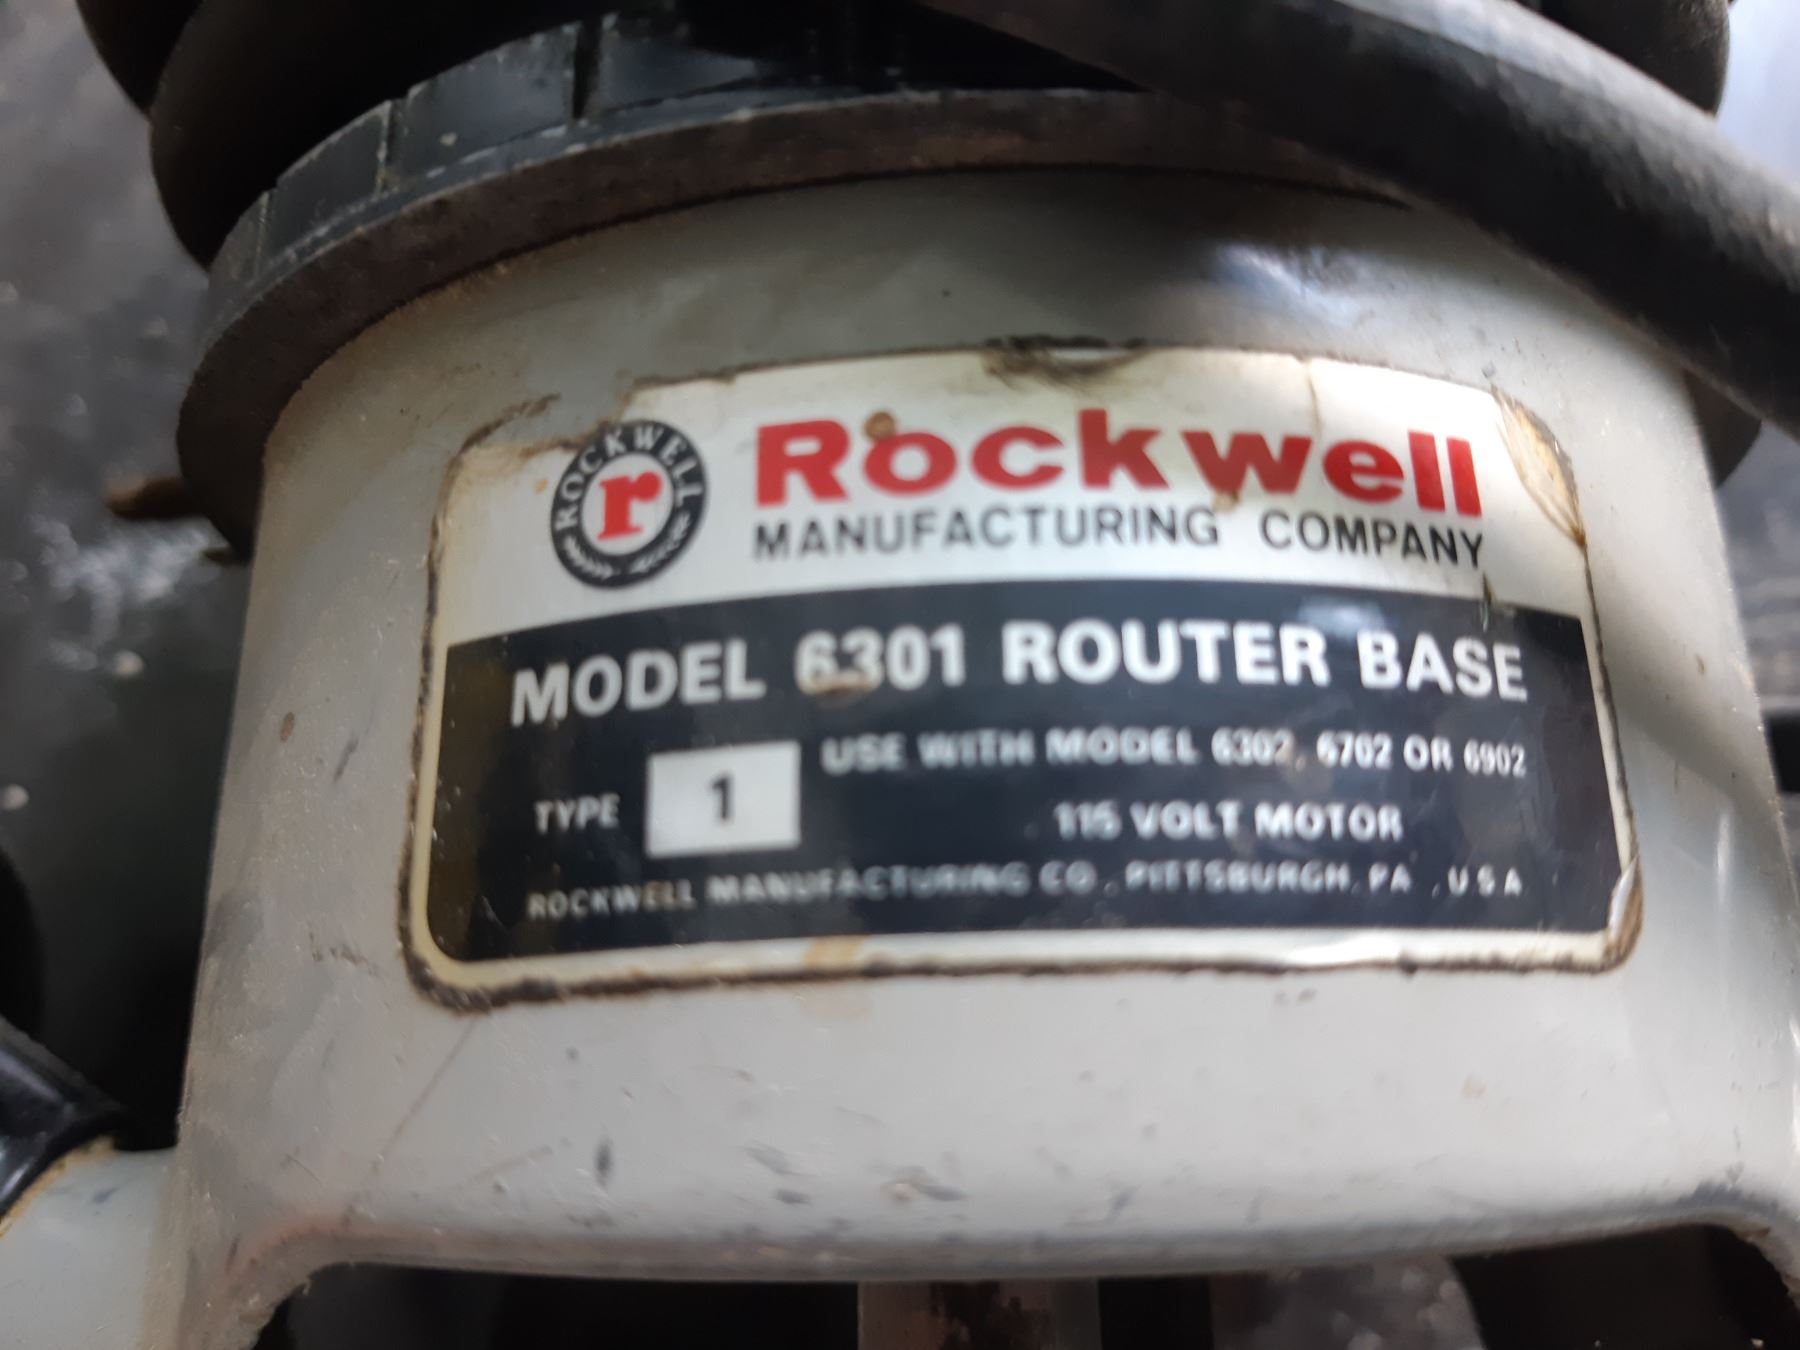 ROCKWELL
r
Rockwell
MANUFACTURING COMPANY
MODEL 6301 ROUTER BASE
USE WITH MODEL 6302, 6702 OR 6902
TYPE 1
115 VOLT MOTOR
ROCKWELL MANUFACTURING CO., PITTSBURGH, PA., U.S.A